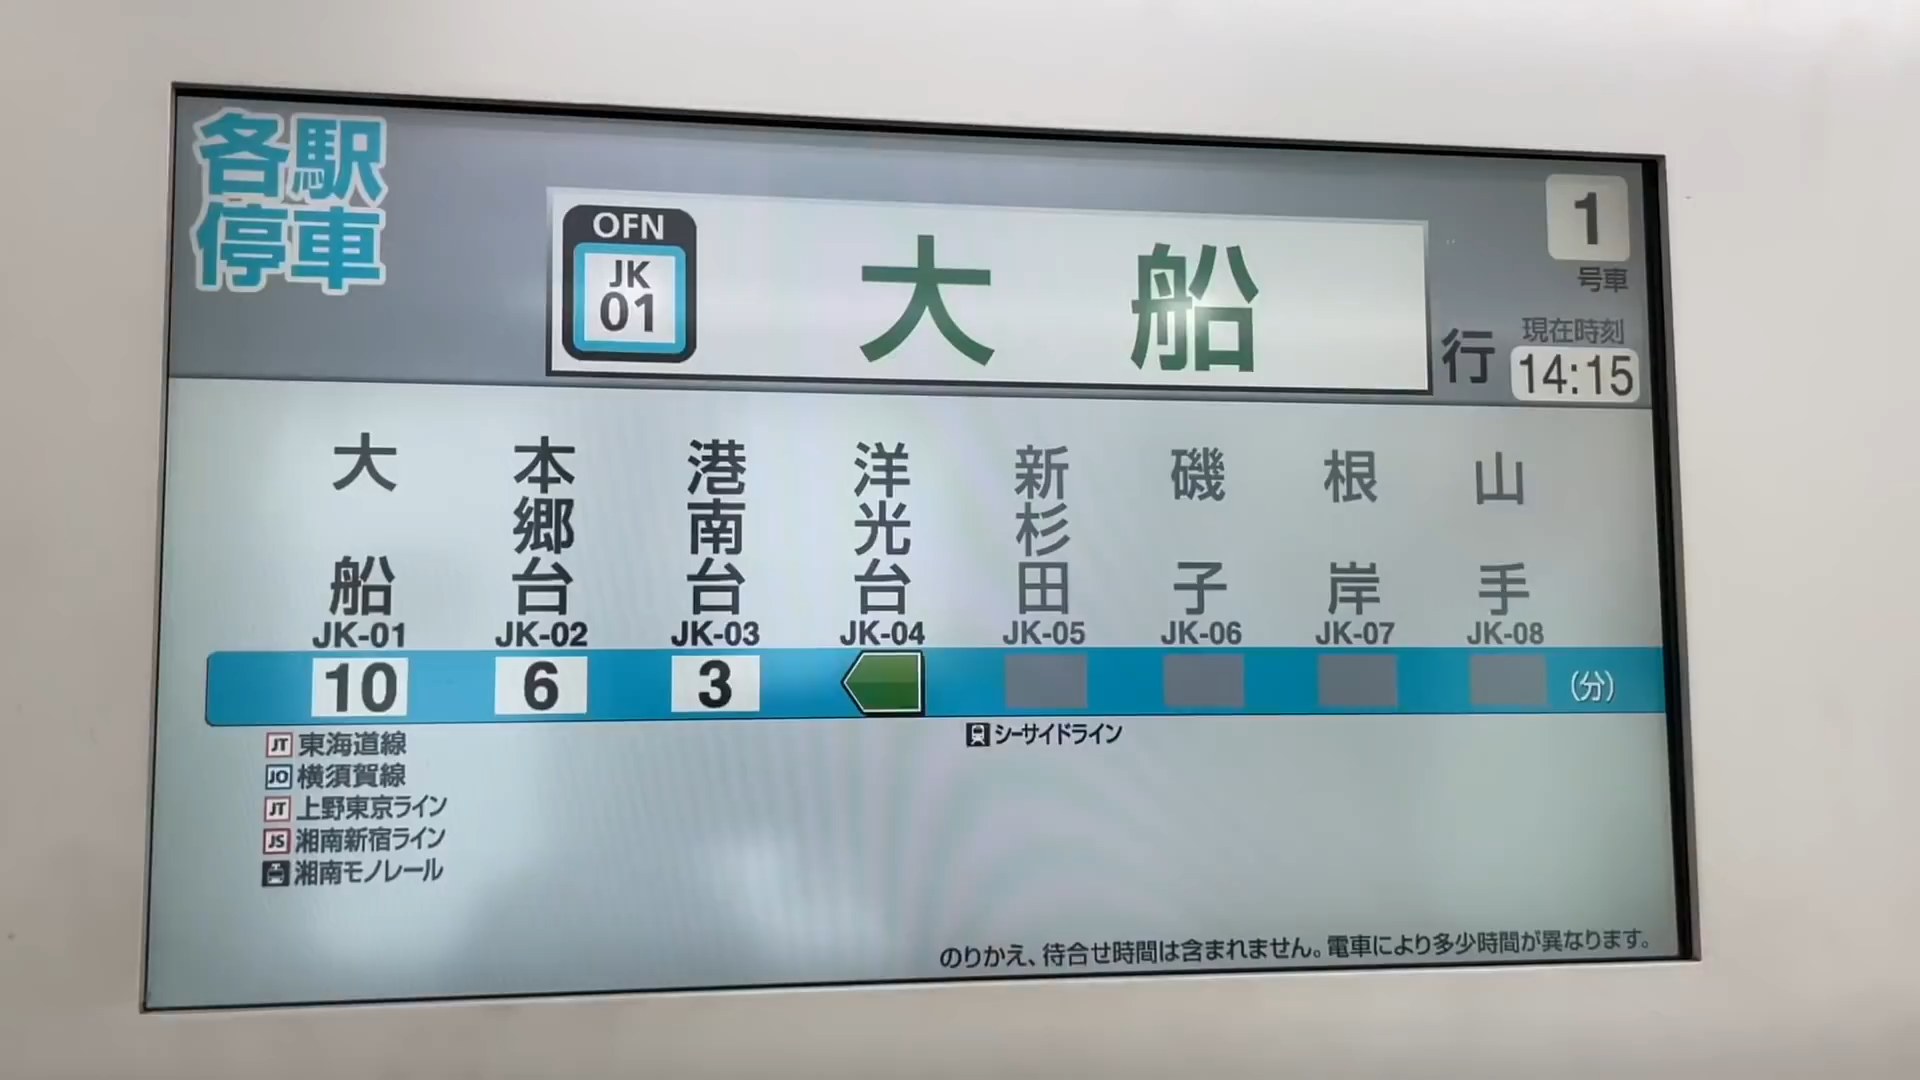 各駅
停車
OFN
JK
01
大船
行
1
号車
現在時刻
14:15
大船 本郷台 港南台 洋光台 新杉田 磯子 根岸 山手
JK-01 JK-02 JK-03 JK-04 JK-05 JK-06 JK-07 JK-08
10 6 3 (分)
JT 東海道線
JO 横須賀線
JT 上野東京ライン
JS 湘南新宿ライン
湘南モノレール
シーサイドライン
のりかえ、待合せ時間は含まれません。電車により多少時間が異なります。